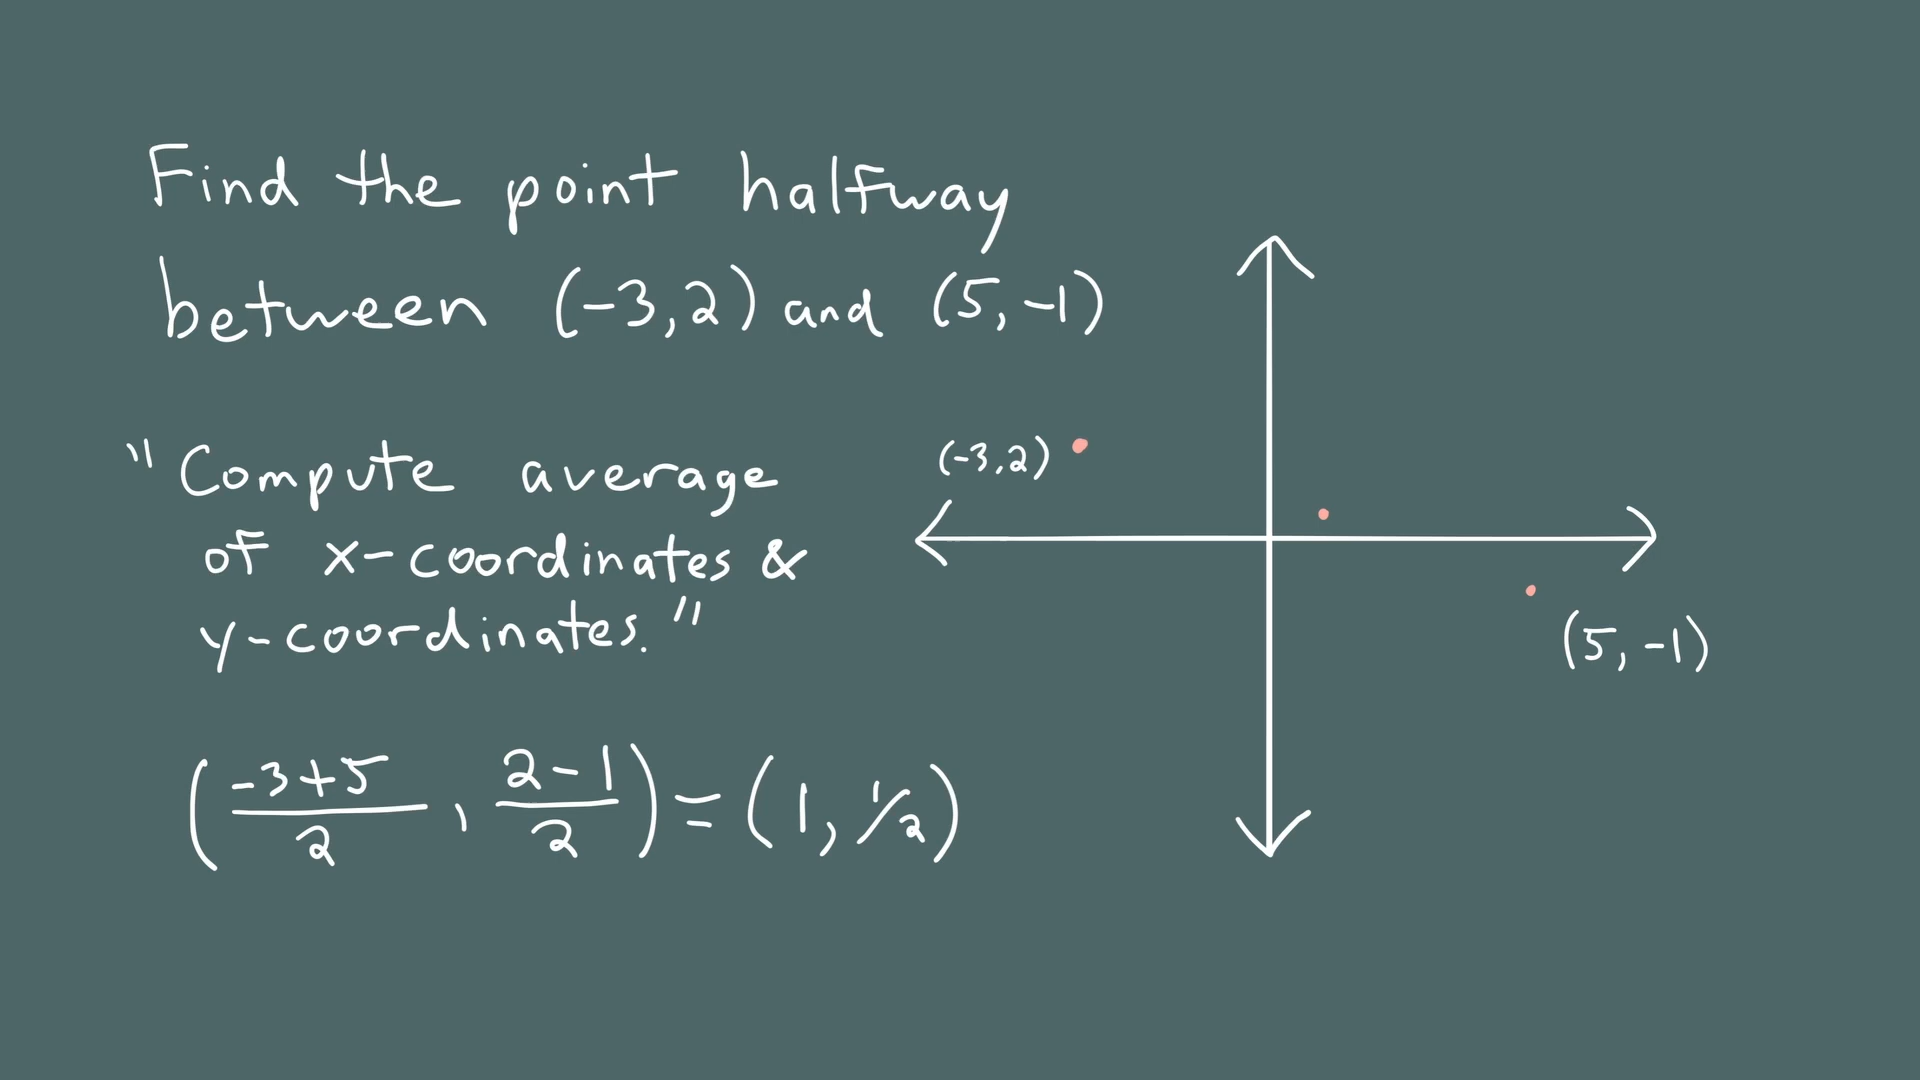 Find the point halfway
between (-3,2) and (5,-1)
"Compute average
of x-coordinates &
y-coordinates."
(-3+5/2, 2-1/2) = (1, 1/2)
(-3,2)
(5,-1)